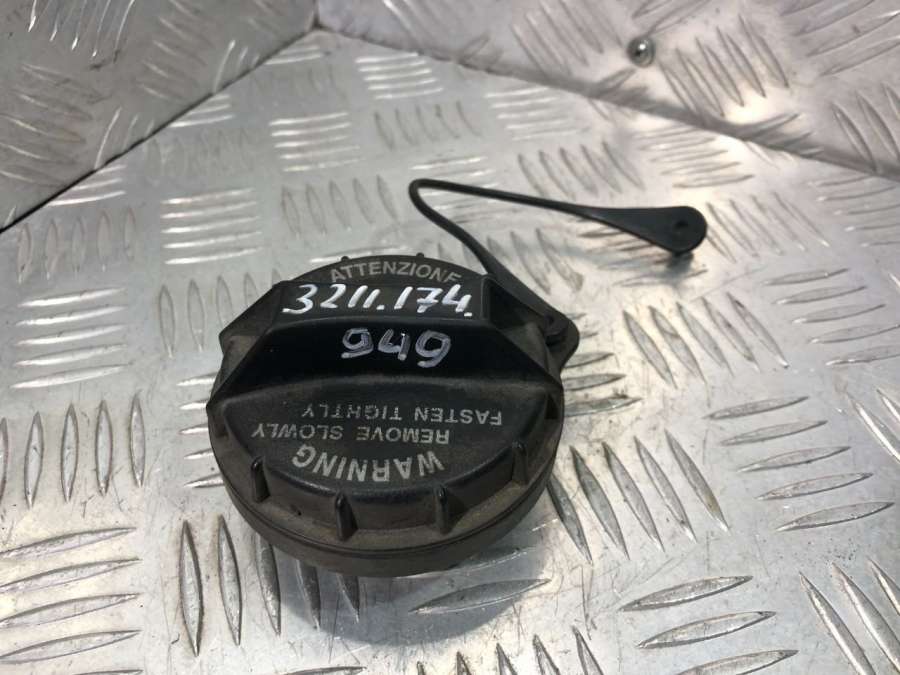 ATTENZIONE
3211.174.
949
WARNING
REMOVE SLOWLY
FASTEN TIGHTLY